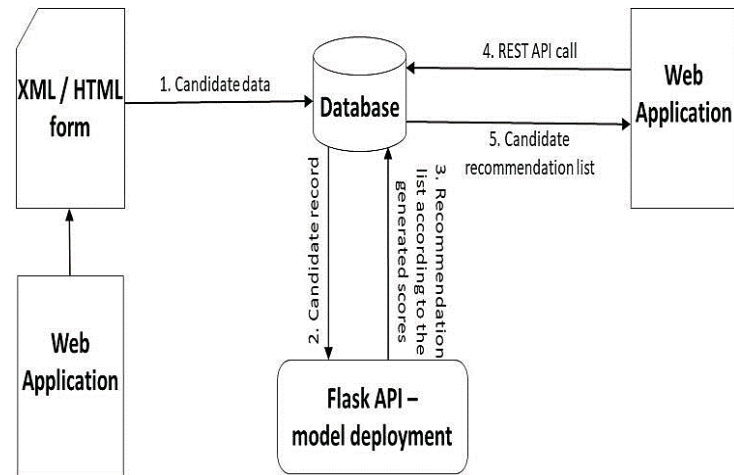 XML / HTML
form
1. Candidate data
Database
4. REST API call
Web
Application
5. Candidate
recommendation list
2. Candidate record
3. Recommendation
list according to the
generated scores
Web
Application
Flask API –
model deployment